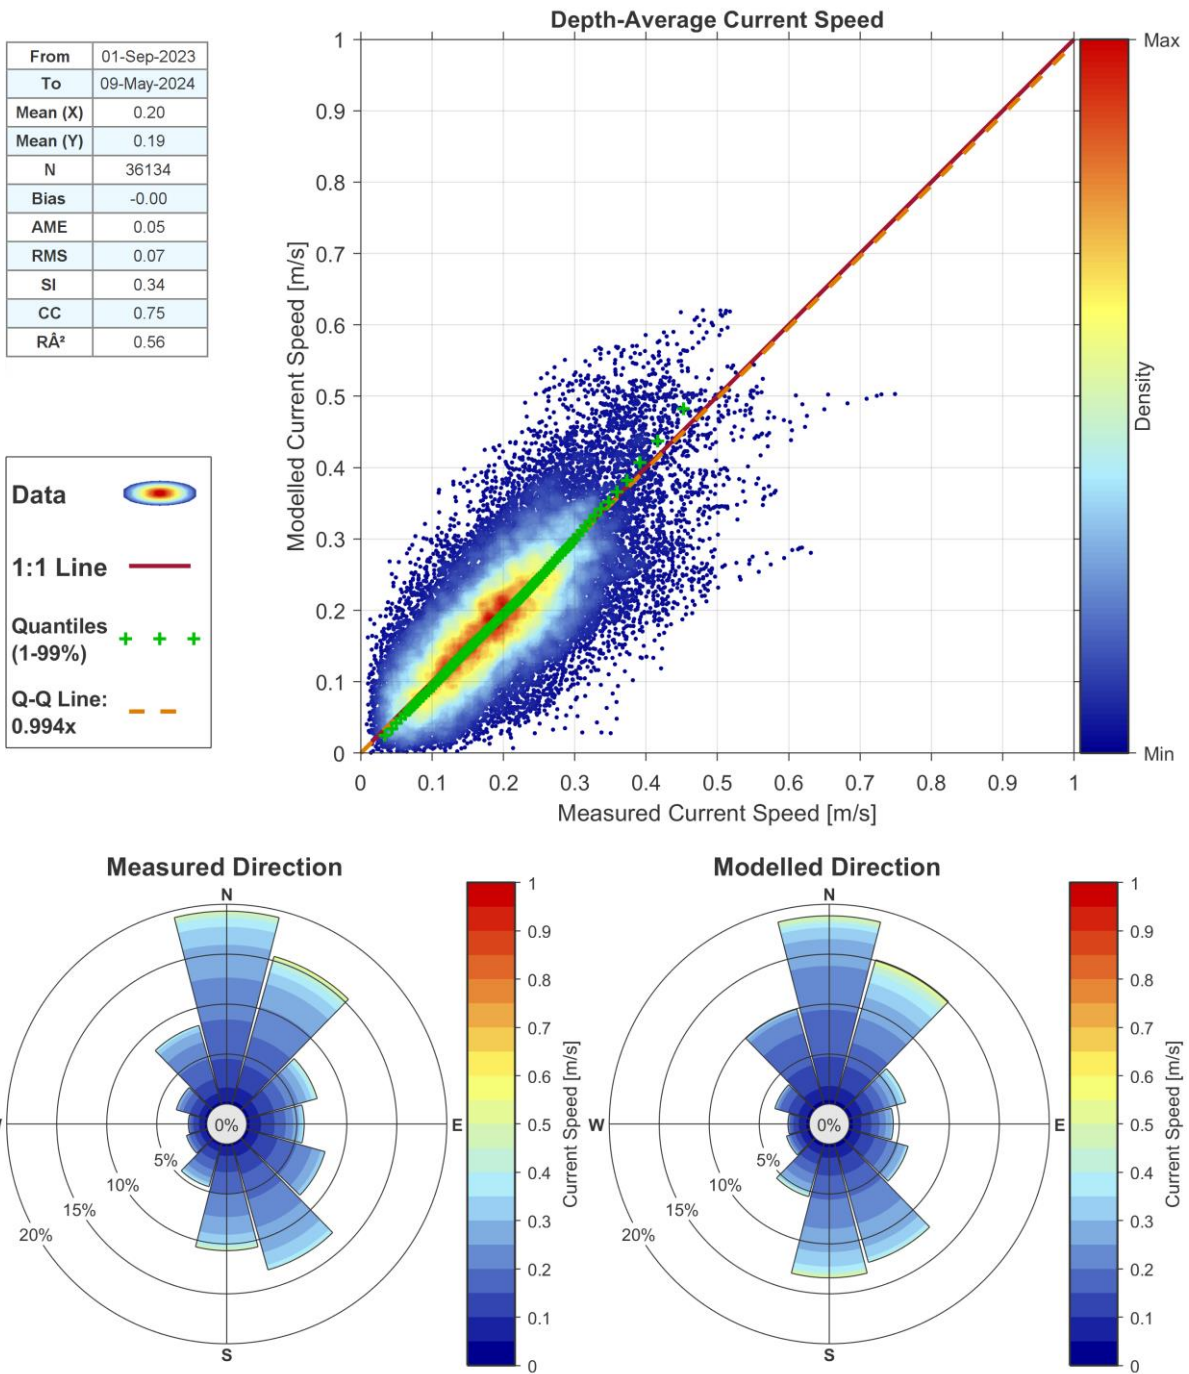 Depth-Average Current Speed
From 01-Sep-2023
To 09-May-2024
Mean (X) 0.20
Mean (Y) 0.19
N 36134
Bias -0.00
AME 0.05
RMS 0.07
SI 0.34
CC 0.75
RÂ² 0.56
Data
1:1 Line
Quantiles
(1-99%)
Q-Q Line:
0.994x
Modelled Current Speed [m/s]
1
0.9
0.8
0.7
0.6
0.5
0.4
0.3
0.2
0.1
0
0 0.1 0.2 0.3 0.4 0.5 0.6 0.7 0.8 0.9 1
Measured Current Speed [m/s]
Max
Density
Min
Measured Direction
N
E
S
0%
5%
10%
15%
20%
1
0.9
0.8
0.7
0.6
0.5
0.4
0.3
0.2
0.1
0
Current Speed [m/s]
Modelled Direction
N
W
E
S
0%
5%
10%
15%
20%
1
0.9
0.8
0.7
0.6
0.5
0.4
0.3
0.2
0.1
0
Current Speed [m/s]